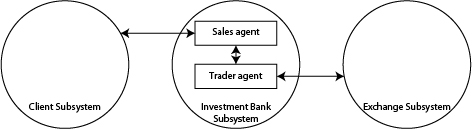 Sales agent
Trader agent
Client Subsystem
Investment Bank
Subsystem
Exchange Subsystem